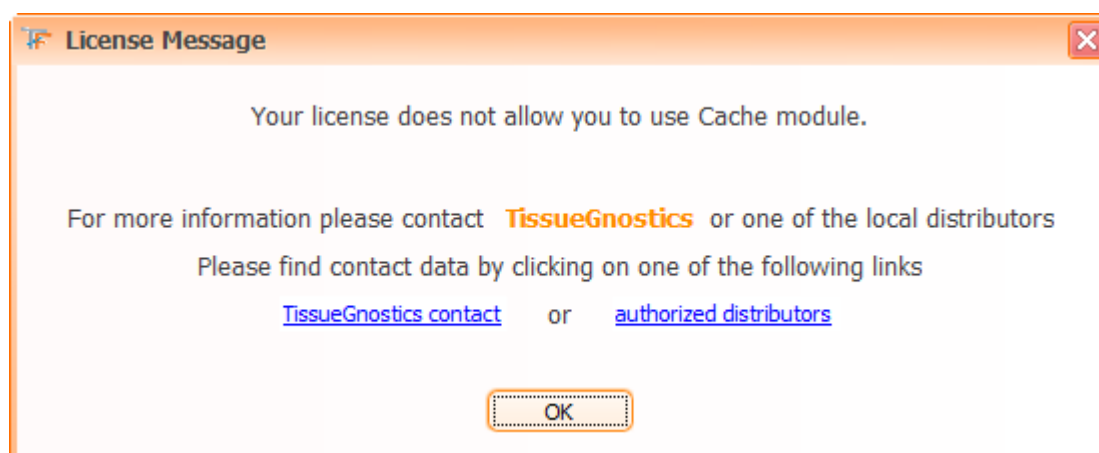 License Message
Your license does not allow you to use Cache module.
For more information please contact TissueGnostics or one of the local distributors
Please find contact data by clicking on one of the following links
TissueGnostics contact or authorized distributors
OK